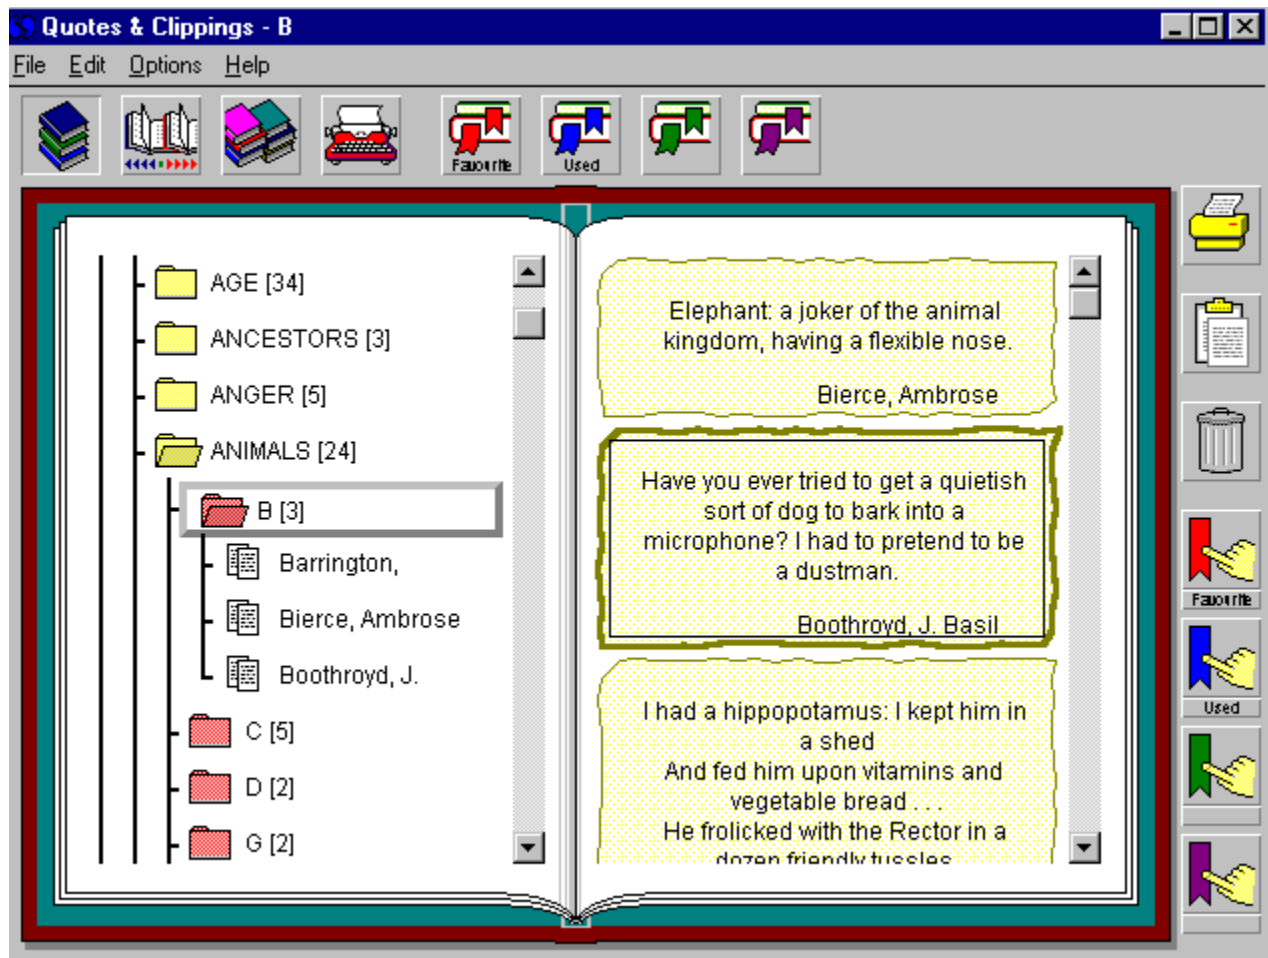 Quotes & Clippings - B
File Edit Options Help
Favourite Used
AGE [34]
ANCESTORS [3]
ANGER [5]
ANIMALS [24]
B [3]
Barrington,
Bierce, Ambrose
Boothroyd, J.
C [5]
D [2]
G [2]
Elephant: a joker of the animal
kingdom, having a flexible nose.
Bierce, Ambrose
Have you ever tried to get a quietish
sort of dog to bark into a
microphone? I had to pretend to be
a dustman.
Boothroyd, J. Basil
I had a hippopotamus: I kept him in
a shed
And fed him upon vitamins and
vegetable bread . . .
He frolicked with the Rector in a
dozen friendly tussles
Favourite
Used